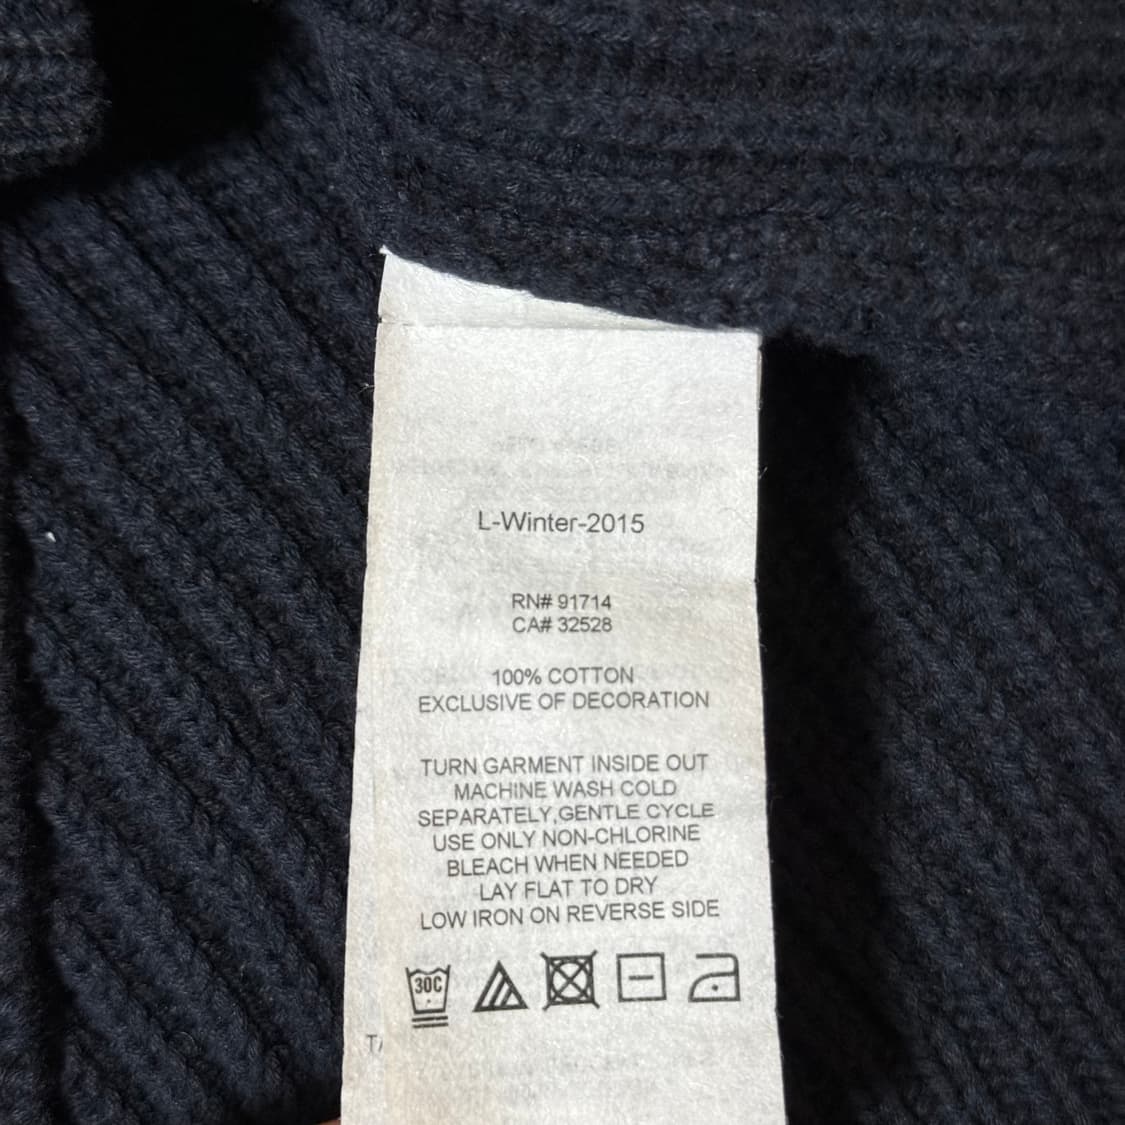 L-Winter-2015
RN# 91714
CA# 32528
100% COTTON
EXCLUSIVE OF DECORATION
TURN GARMENT INSIDE OUT
MACHINE WASH COLD
SEPARATELY,GENTLE CYCLE
USE ONLY NON-CHLORINE
BLEACH WHEN NEEDED
LAY FLAT TO DRY
LOW IRON ON REVERSE SIDE
30C